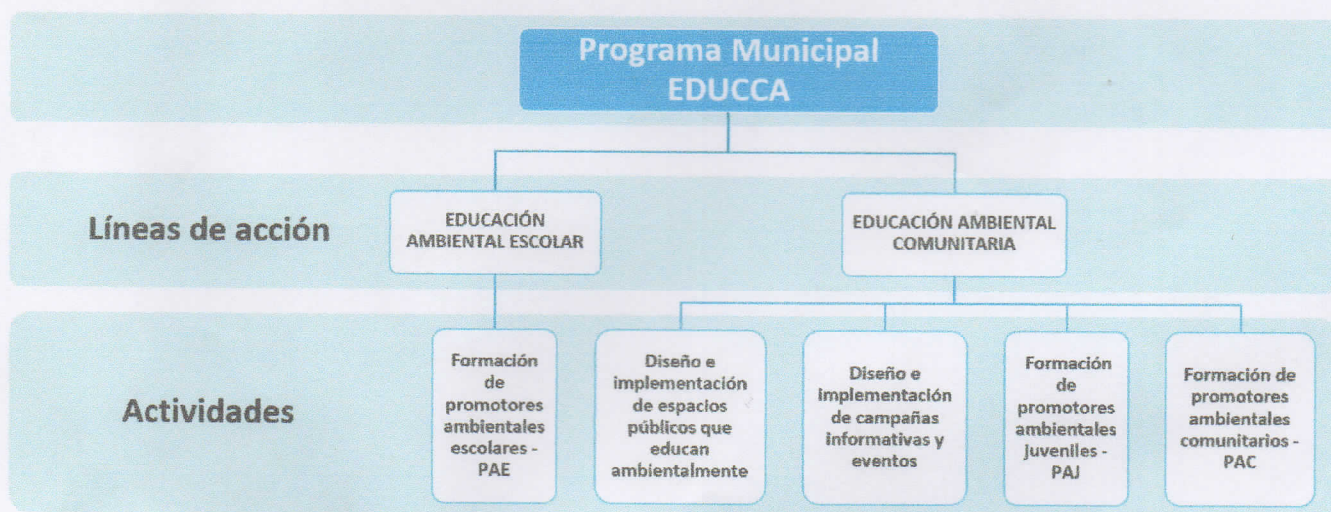 Programa Municipal
EDUCCA
Líneas de acción
EDUCACIÓN
AMBIENTAL ESCOLAR
EDUCACIÓN AMBIENTAL
COMUNITARIA
Actividades
Formación
de
promotores
ambientales
escolares -
PAE
Diseño e
implementación
de espacios
públicos que
educan
ambientalmente
Diseño e
implementación
de campañas
informativas y
eventos
Formación
de
promotores
ambientales
juveniles -
PAJ
Formación de
promotores
ambientales
comunitarios -
PAC